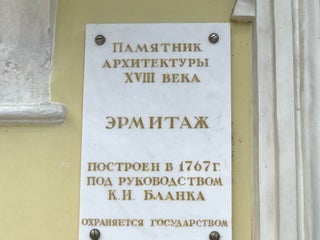 Памятник
архитектуры
XVIII века
Эрмитаж
построен в 1767г.
под руководством
К.И. Бланка
охраняется государством